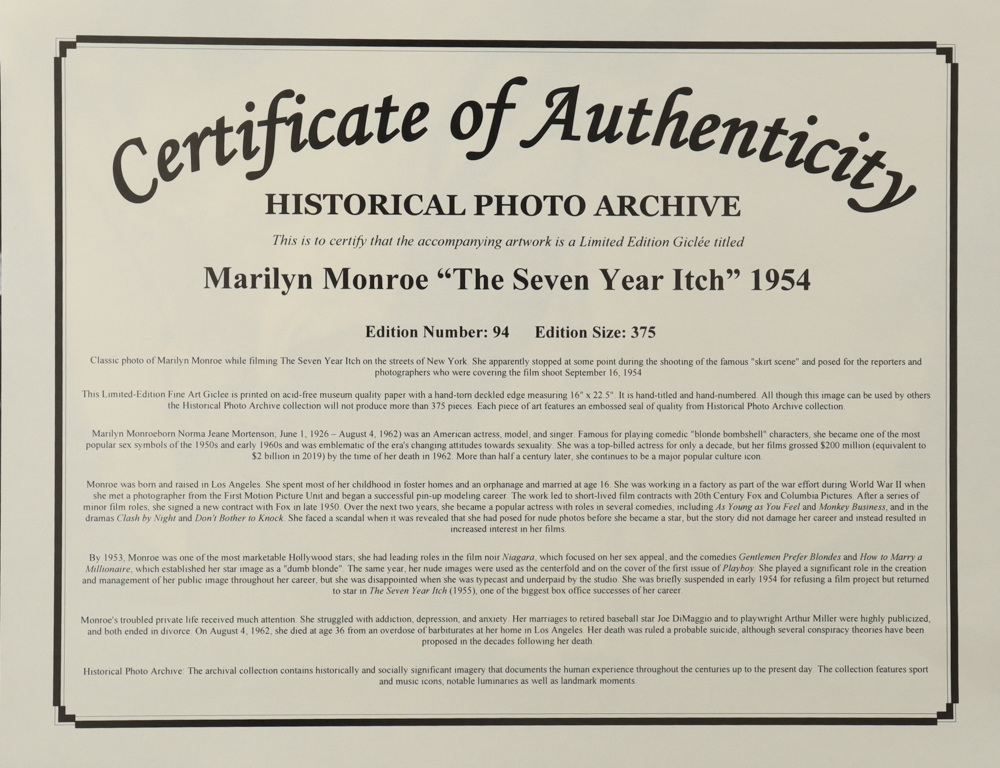 Certificate of Authenticity
HISTORICAL PHOTO ARCHIVE
This is to certify that the accompanying artwork is a Limited Edition Giclée titled
Marilyn Monroe “The Seven Year Itch” 1954
Edition Number: 94 Edition Size: 375
Classic photo of Marilyn Monroe while filming The Seven Year Itch on the streets of New York. She apparently stopped at some point during the shooting of the famous "skirt scene" and posed for the reporters and
photographers who were covering the film shoot September 16, 1954
This Limited-Edition Fine Art Giclee is printed on acid-free museum quality paper with a hand-torn deckled edge measuring 16" x 22.5". It is hand-titled and hand-numbered. All though this image can be used by others
the Historical Photo Archive collection will not produce more than 375 pieces. Each piece of art features an embossed seal of quality from Historical Photo Archive collection.
Marilyn Monroeborn Norma Jeane Mortenson; June 1, 1926 – August 4, 1962) was an American actress, model, and singer. Famous for playing comedic "blonde bombshell" characters, she became one of the most
popular sex symbols of the 1950s and early 1960s and was emblematic of the era's changing attitudes towards sexuality. She was a top-billed actress for only a decade, but her films grossed $200 million (equivalent to
$2 billion in 2019) by the time of her death in 1962. More than half a century later, she continues to be a major popular culture icon.
Monroe was born and raised in Los Angeles. She spent most of her childhood in foster homes and an orphanage and married at age 16. She was working in a factory as part of the war effort during World War II when
she met a photographer from the First Motion Picture Unit and began a successful pin-up modeling career. The work led to short-lived film contracts with 20th Century Fox and Columbia Pictures. After a series of
minor film roles, she signed a new contract with Fox in late 1950. Over the next two years, she became a popular actress with roles in several comedies, including As Young as You Feel and Monkey Business, and in the
dramas Clash by Night and Don't Bother to Knock. She faced a scandal when it was revealed that she had posed for nude photos before she became a star, but the story did not damage her career and instead resulted in
increased interest in her films.
By 1953, Monroe was one of the most marketable Hollywood stars; she had leading roles in the film noir Niagara, which focused on her sex appeal, and the comedies Gentlemen Prefer Blondes and How to Marry a
Millionaire, which established her star image as a "dumb blonde". The same year, her nude images were used as the centerfold and on the cover of the first issue of Playboy. She played a significant role in the creation
and management of her public image throughout her career, but she was disappointed when she was typecast and underpaid by the studio. She was briefly suspended in early 1954 for refusing a film project but returned
to star in The Seven Year Itch (1955), one of the biggest box office successes of her career.
Monroe's troubled private life received much attention. She struggled with addiction, depression, and anxiety. Her marriages to retired baseball star Joe DiMaggio and to playwright Arthur Miller were highly publicized,
and both ended in divorce. On August 4, 1962, she died at age 36 from an overdose of barbiturates at her home in Los Angeles. Her death was ruled a probable suicide, although several conspiracy theories have been
proposed in the decades following her death.
Historical Photo Archive: The archival collection contains historically and socially significant imagery that documents the human experience throughout the centuries up to the present day. The collection features sport
and music icons, notable luminaries as well as landmark moments.